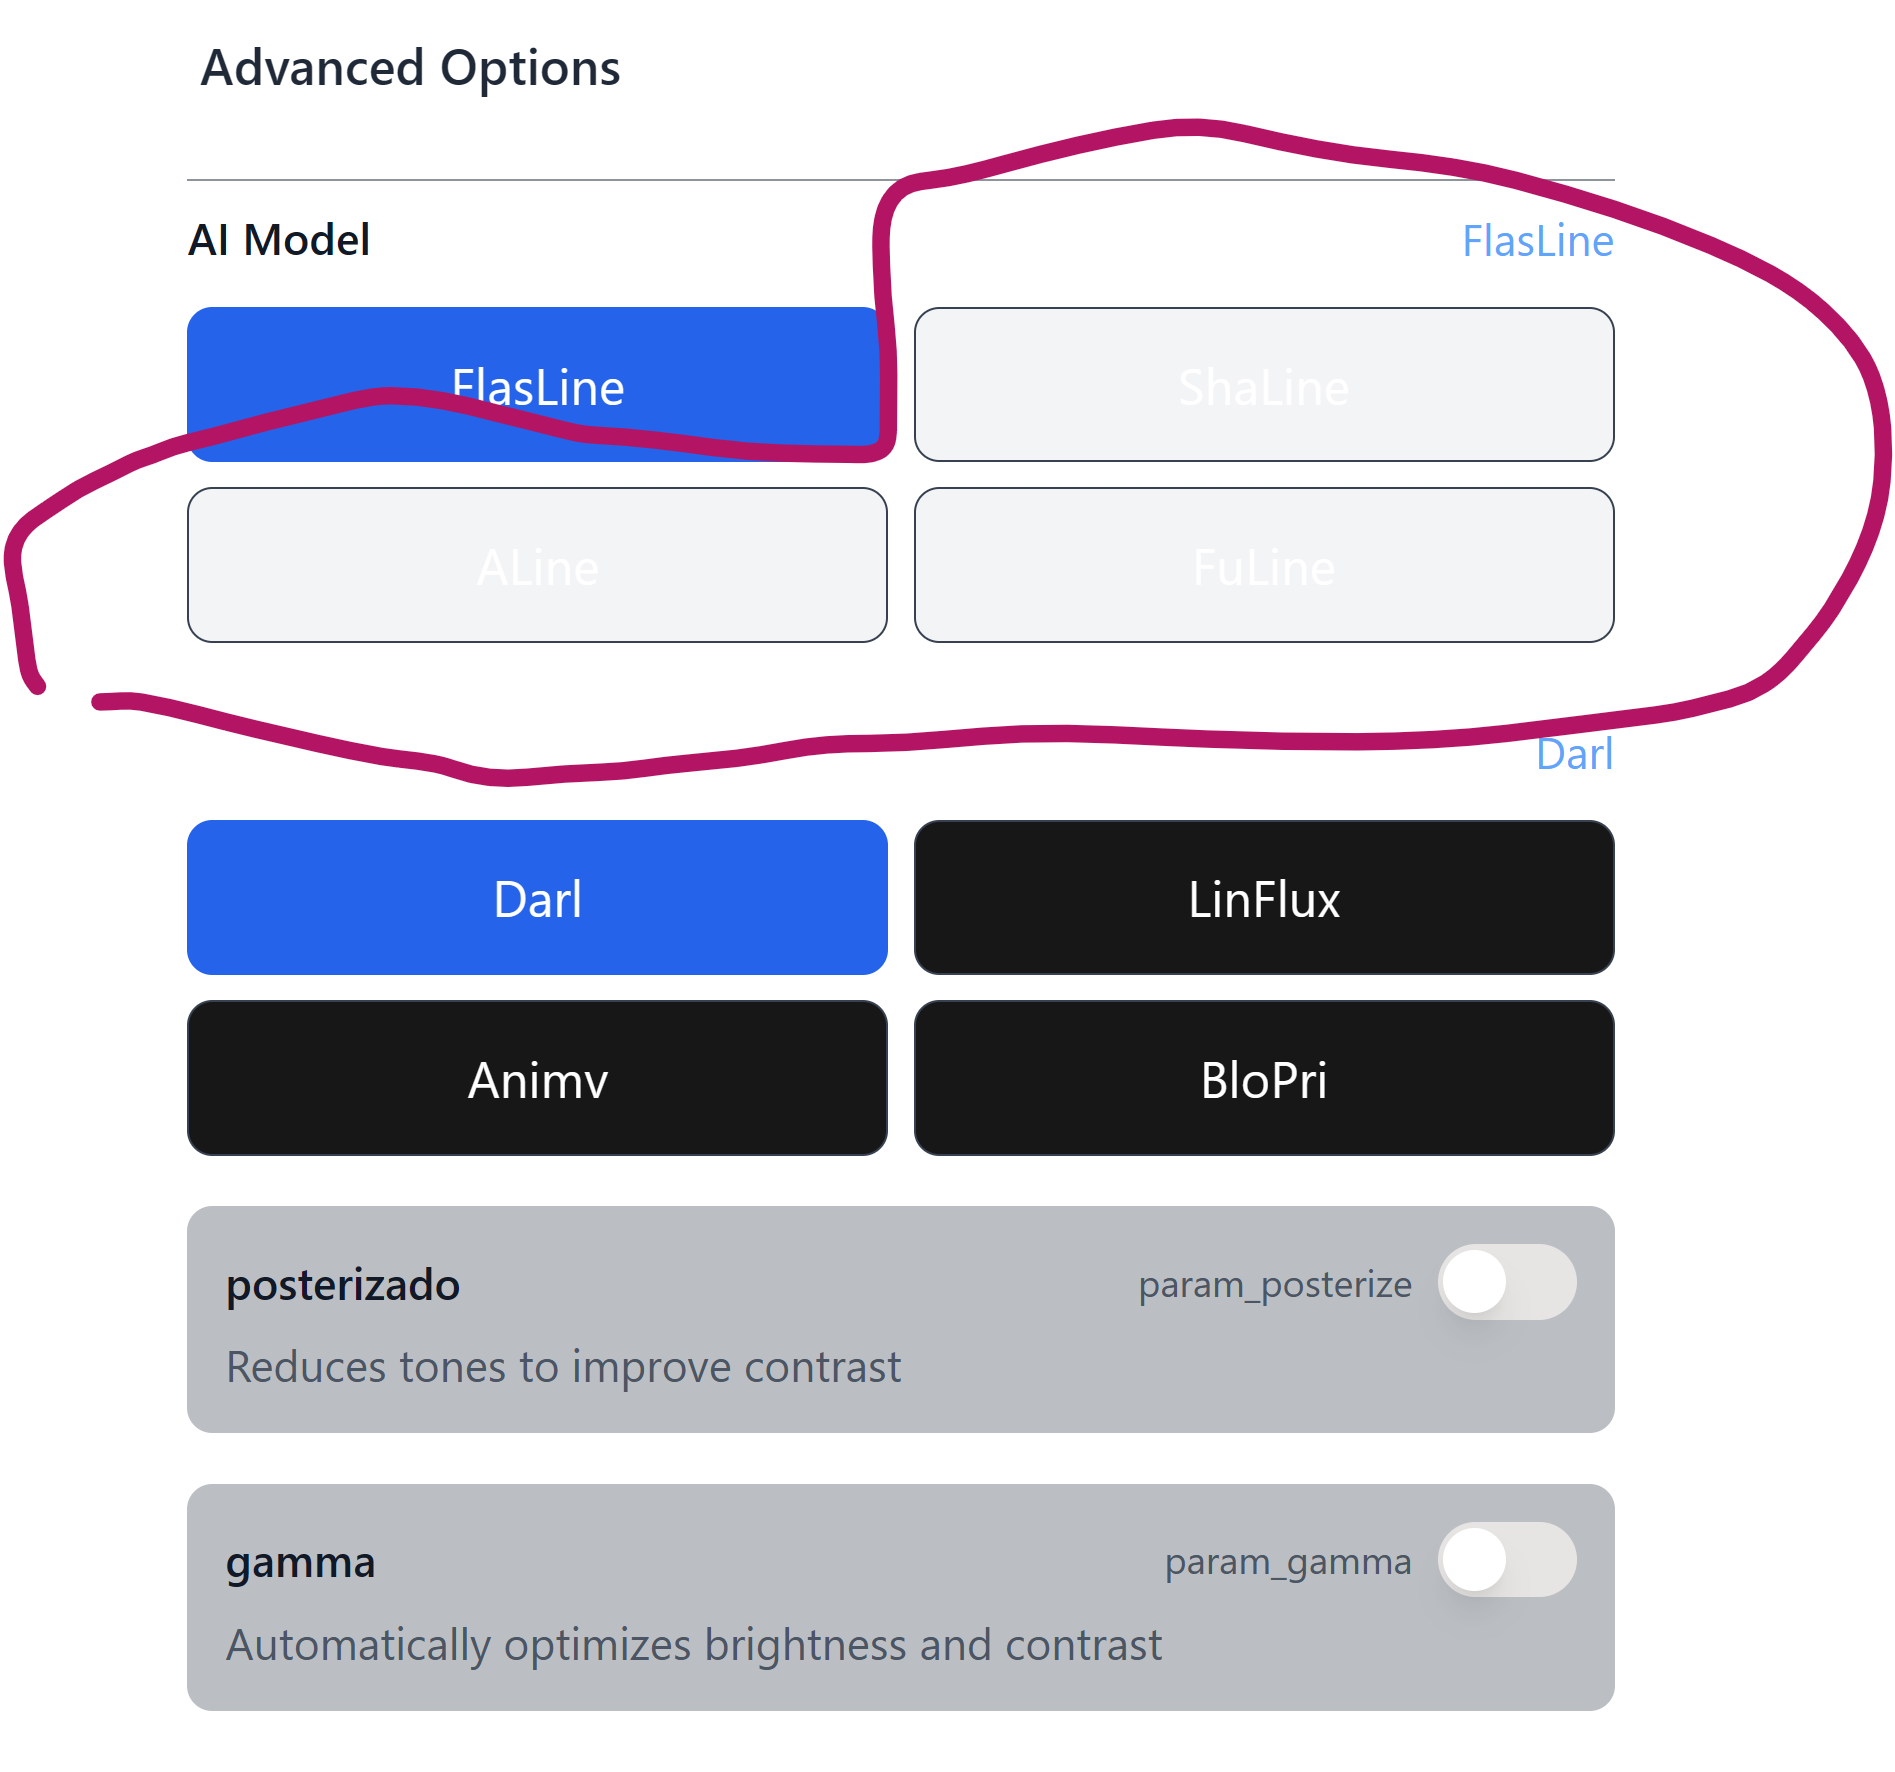 Advanced Options
AI Model FlasLine
FlasLine ShaLine
ALine FuLine
Darl
Darl LinFlux
Animv BloPri
posterizado param_posterize
Reduces tones to improve contrast
gamma param_gamma
Automatically optimizes brightness and contrast